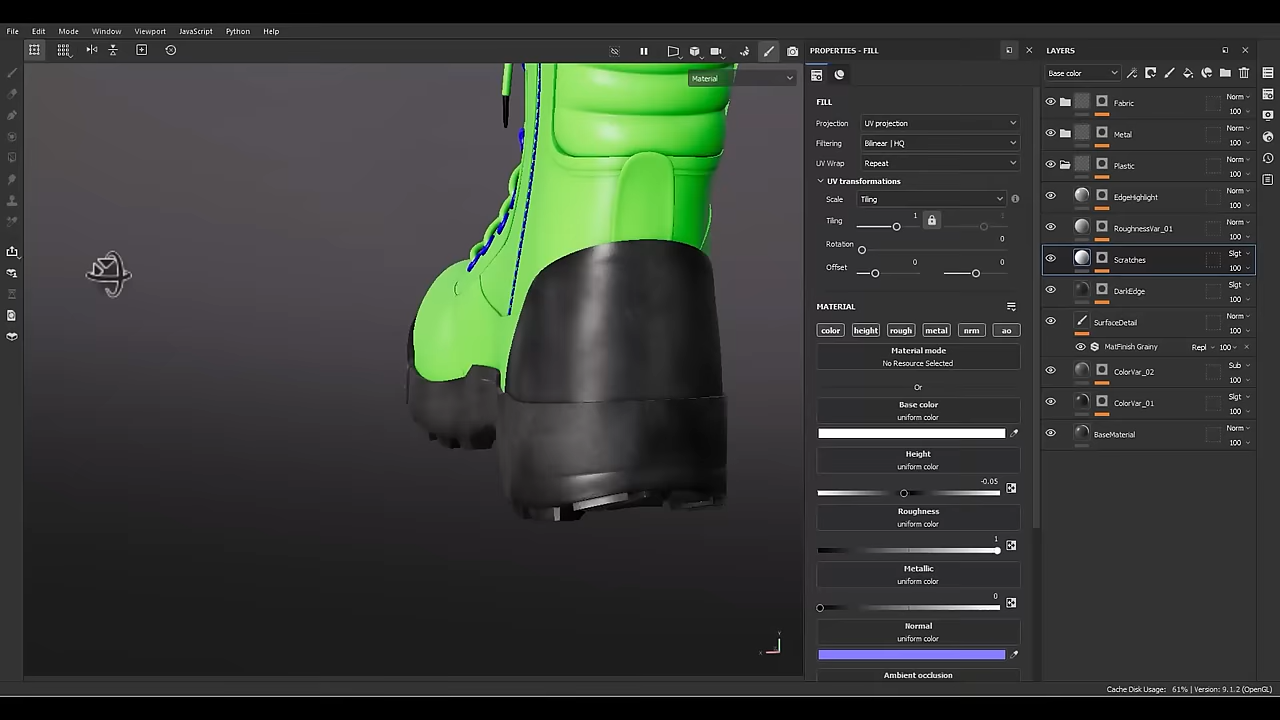 File Edit Mode Window Viewport JavaScript Python Help
Material
PROPERTIES - FILL
FILL
Projection UV projection
Filtering Bilinear | HQ
UV Wrap Repeat
UV transformations
Scale Tiling
Tiling 1 1
Rotation 0
Offset 0 0
MATERIAL
color height rough metal nrm ao
Material mode
No Resource Selected
Or
Base color
uniform color
Height
uniform color
-0.05
Roughness
uniform color
1
Metallic
uniform color
0
Normal
uniform color
Ambient occlusion
LAYERS
Base color
Fabric Norm 100
Metal Norm 100
Plastic Norm 100
EdgeHighlight Norm 100
RoughnessVar_01 Norm 100
Scratches Slgt 100
DarkEdge Slgt 100
SurfaceDetail Norm 100
MatFinish Grainy Repl 100
ColorVar_02 Sub 100
ColorVar_01 Slgt 100
BaseMaterial Norm 100
Y
X
Cache Disk Usage: 61% | Version: 9.1.2 (OpenGL)